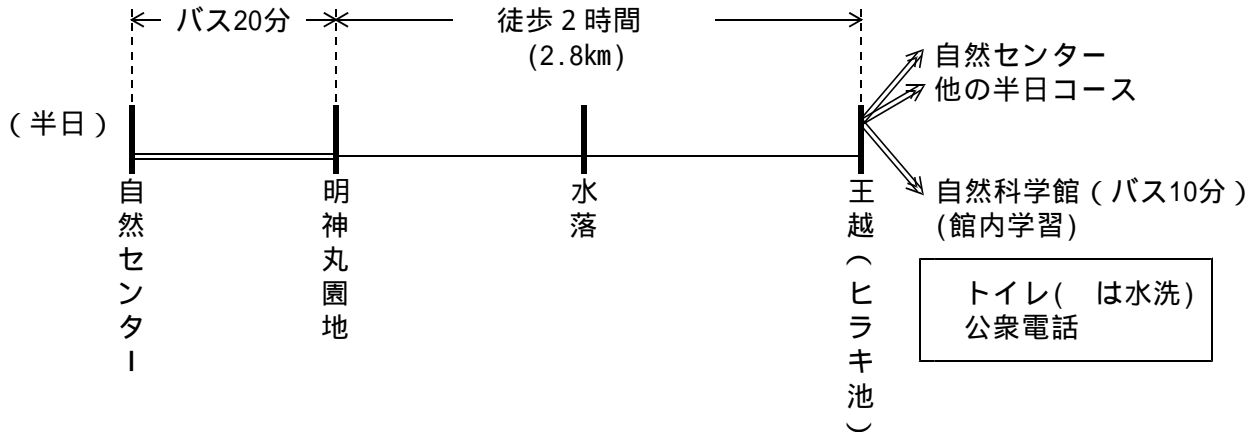 バス20分
徒歩2時間
(2.8㎞)
自然センター
他の半日コース
(半日)
自然センター
明神丸園地
水落
王越(ヒラキ池)
自然科学館(バス10分)
(館内学習)
トイレ( は水洗)
公衆電話